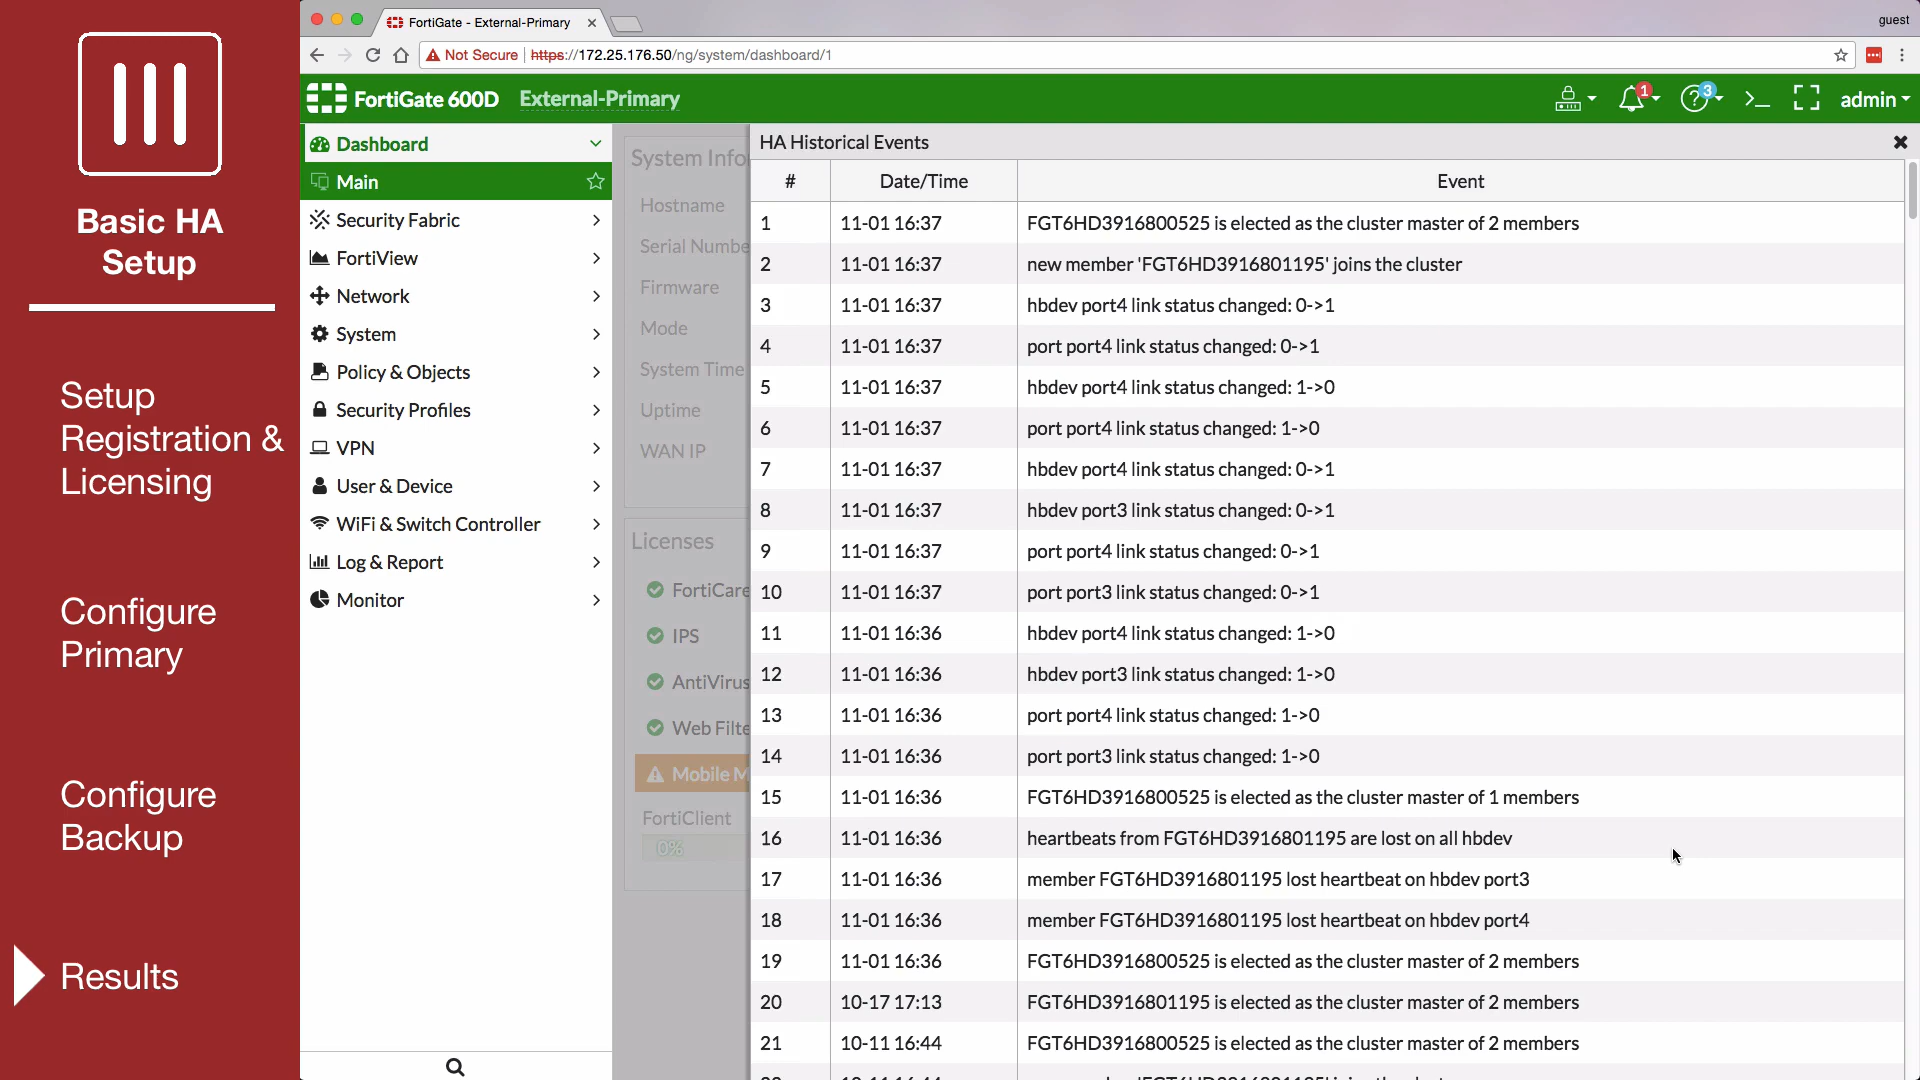 Basic HA
Setup
Setup
Registration &
Licensing
Configure
Primary
Configure
Backup
Results
FortiGate - External-Primary
guest
Not Secure
https://172.25.176.50/ng/system/dashboard/1
FortiGate 600D
External-Primary
1
3
admin
Dashboard
Main
Security Fabric
FortiView
Network
System
Policy & Objects
Security Profiles
VPN
User & Device
WiFi & Switch Controller
Log & Report
Monitor
System Info
Hostname
Serial Numbe
Firmware
Mode
System Time
Uptime
WAN IP
Licenses
FortiCare
IPS
AntiVirus
Web Filte
Mobile M
FortiClient
0%
HA Historical Events
# Date/Time Event
1 11-01 16:37 FGT6HD3916800525 is elected as the cluster master of 2 members
2 11-01 16:37 new member 'FGT6HD3916801195' joins the cluster
3 11-01 16:37 hbdev port4 link status changed: 0->1
4 11-01 16:37 port port4 link status changed: 0->1
5 11-01 16:37 hbdev port4 link status changed: 1->0
6 11-01 16:37 port port4 link status changed: 1->0
7 11-01 16:37 hbdev port4 link status changed: 0->1
8 11-01 16:37 hbdev port3 link status changed: 0->1
9 11-01 16:37 port port4 link status changed: 0->1
10 11-01 16:37 port port3 link status changed: 0->1
11 11-01 16:36 hbdev port4 link status changed: 1->0
12 11-01 16:36 hbdev port3 link status changed: 1->0
13 11-01 16:36 port port4 link status changed: 1->0
14 11-01 16:36 port port3 link status changed: 1->0
15 11-01 16:36 FGT6HD3916800525 is elected as the cluster master of 1 members
16 11-01 16:36 heartbeats from FGT6HD3916801195 are lost on all hbdev
17 11-01 16:36 member FGT6HD3916801195 lost heartbeat on hbdev port3
18 11-01 16:36 member FGT6HD3916801195 lost heartbeat on hbdev port4
19 11-01 16:36 FGT6HD3916800525 is elected as the cluster master of 2 members
20 10-17 17:13 FGT6HD3916801195 is elected as the cluster master of 2 members
21 10-11 16:44 FGT6HD3916800525 is elected as the cluster master of 2 members